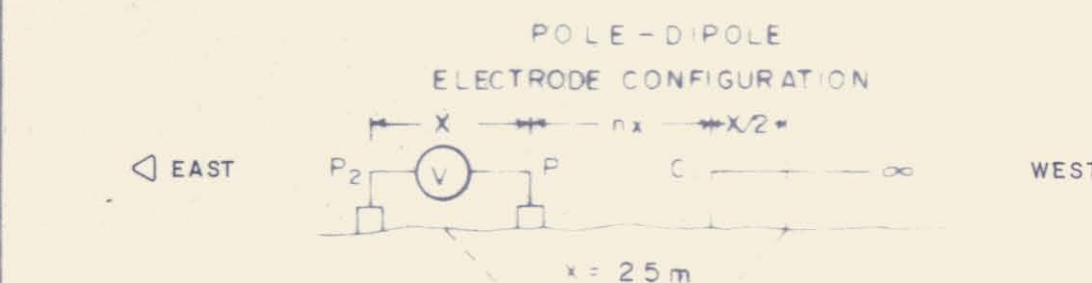 POLE-DIPOLE
ELECTRODE CONFIGURATION
X nx X/2
EAST P2 V P C ∞ WEST
x = 25 m